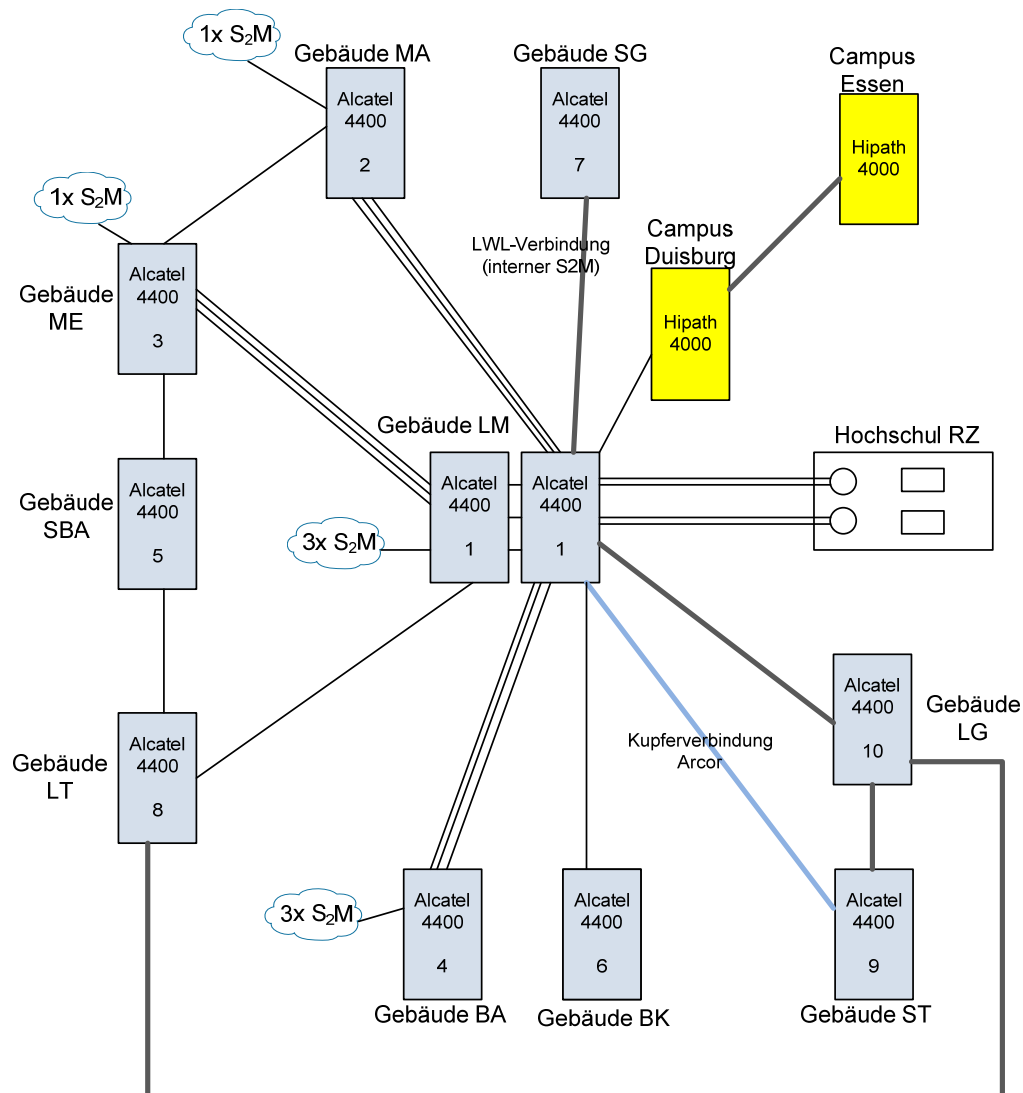 1x S₂M
Gebäude MA
Alcatel
4400
2
Gebäude SG
Alcatel
4400
7
Campus
Essen
Hipath
4000
1x S₂M
Gebäude
ME
Alcatel
4400
3
LWL-Verbindung
(interner S2M)
Campus
Duisburg
Hipath
4000
Gebäude LM
Alcatel
4400
1
Alcatel
4400
1
3x S₂M
Hochschul RZ
Gebäude
SBA
Alcatel
4400
5
Gebäude
LT
Alcatel
4400
8
Kupferverbindung
Arcor
Alcatel
4400
10
Gebäude
LG
3x S₂M
Alcatel
4400
4
Gebäude BA
Alcatel
4400
6
Gebäude BK
Alcatel
4400
9
Gebäude ST